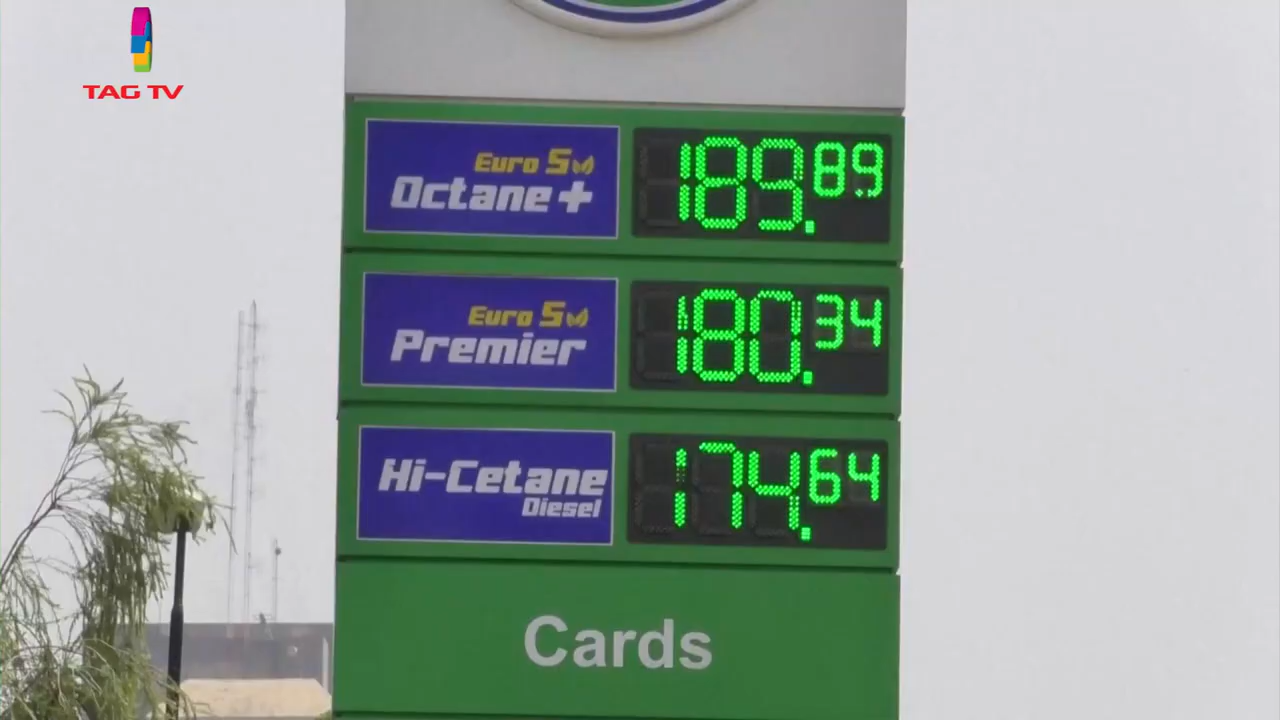 TAG TV
Euro 5
Octane+
189.89
Euro 5
Premier
180.34
Hi-Cetane
Diesel
174.64
Cards